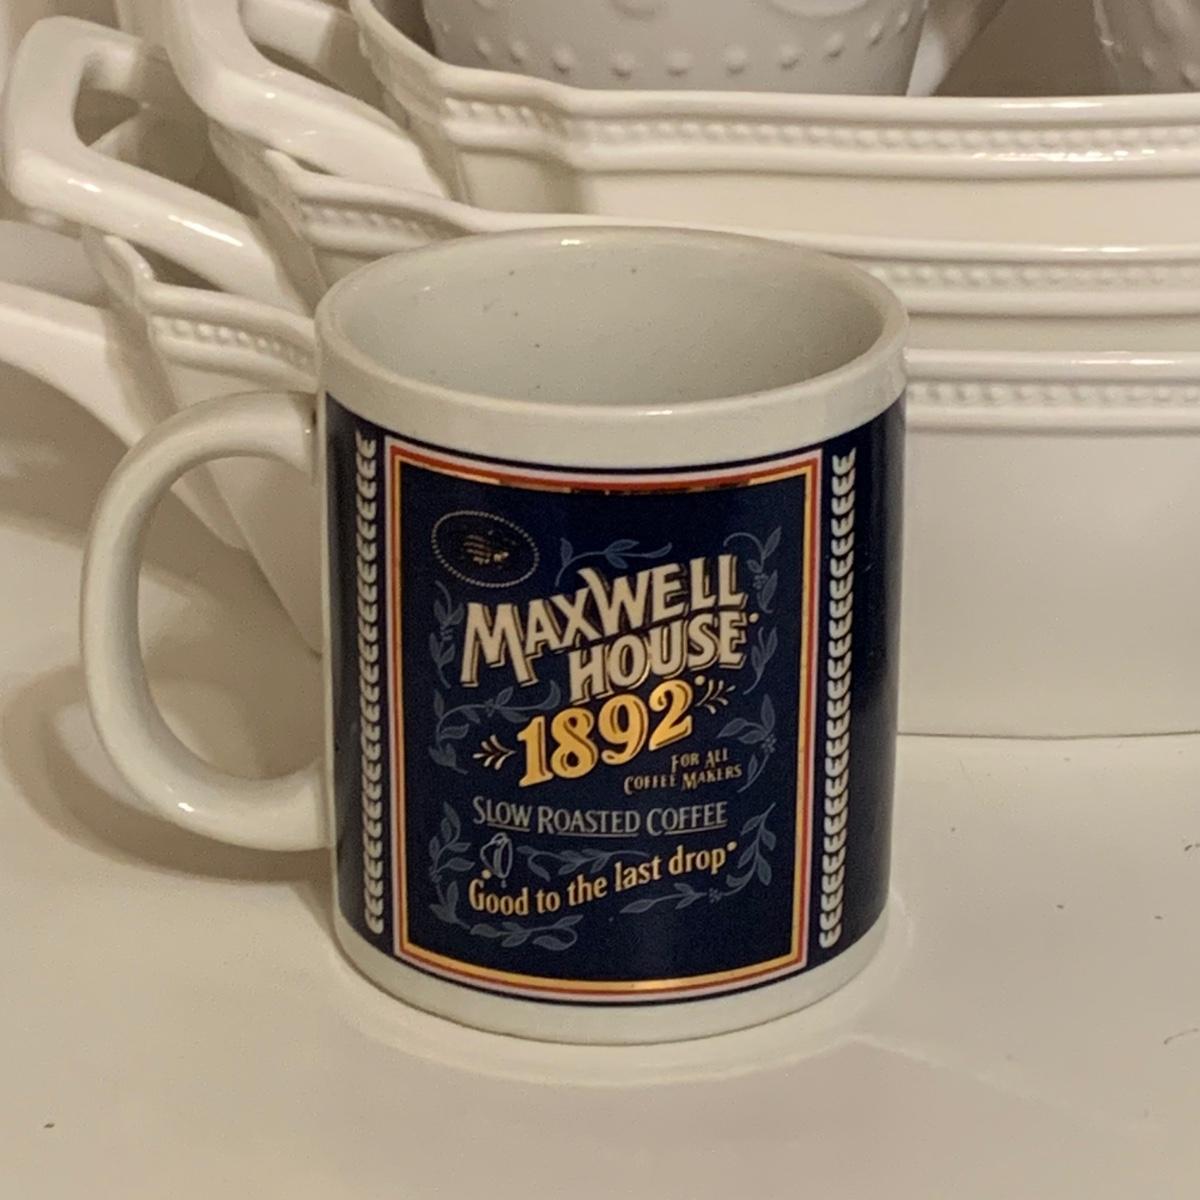 MAXWELL
HOUSE®
1892®
FOR ALL
COFFEE MAKERS
SLOW ROASTED COFFEE
Good to the last drop®